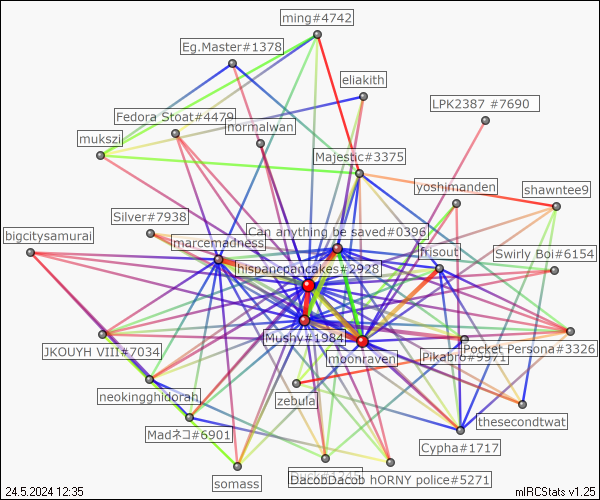 ming#4742
Eg.Master#1378
eliakith
LPK2387 #7690
Fedora Stoat#4479
normalwan
mukszi
Majestic#3375
yoshimanden
shawntee9
Silver#7938
Can anything be saved#0396
bigcitysamurai
marcemadness
frisout
Swirly Boi#6154
hispanicpancakes#2928
Mushy#1984
JKOUYH VIII#7034
moonraven
Pocket Persona#3326
Pikabro#9971
neokingghidorah
zebula
thesecondtwat
Madネコ#6901
Cypha#1717
somass
DacobDacob hORNY police#5271
24.5.2024 12:35
mIRCStats v1.25